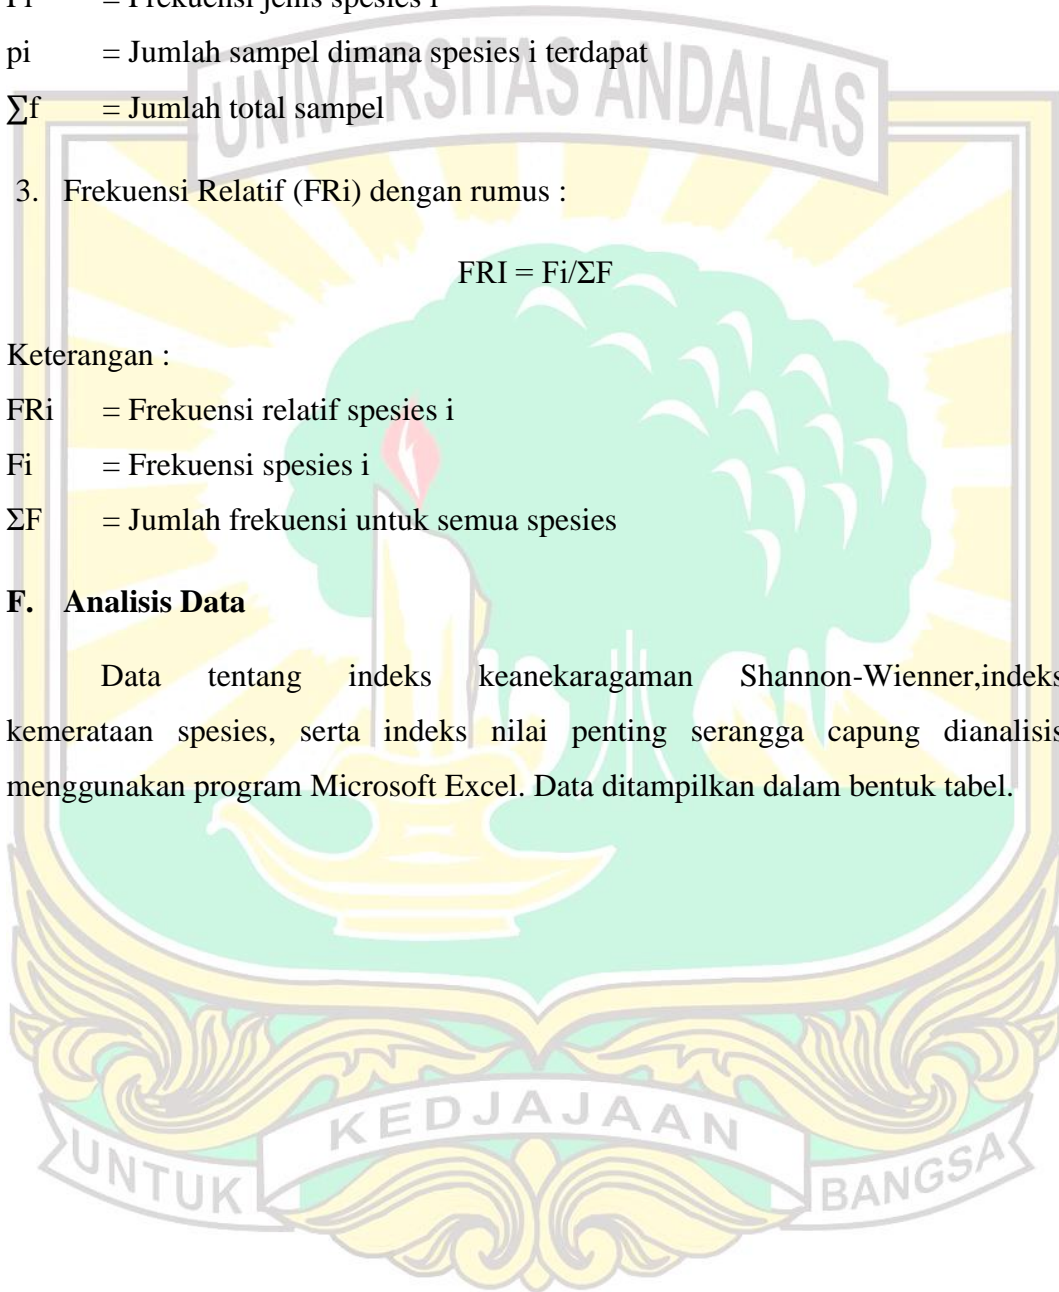 = Frekuensi jenis spesies i
pi = Jumlah sampel dimana spesies i terdapat
∑f = Jumlah total sampel
UNIVERSITAS ANDALAS
3. Frekuensi Relatif (FRi) dengan rumus :
FRI = Fi/ΣF
Keterangan :
FRi = Frekuensi relatif spesies i
Fi = Frekuensi spesies i
ΣF = Jumlah frekuensi untuk semua spesies
F. Analisis Data
Data tentang indeks keanekaragaman Shannon-Wienner,indeks
kemerataan spesies, serta indeks nilai penting serangga capung dianalisis
menggunakan program Microsoft Excel. Data ditampilkan dalam bentuk tabel.
UNTUK KEDJAJAAN BANGSA